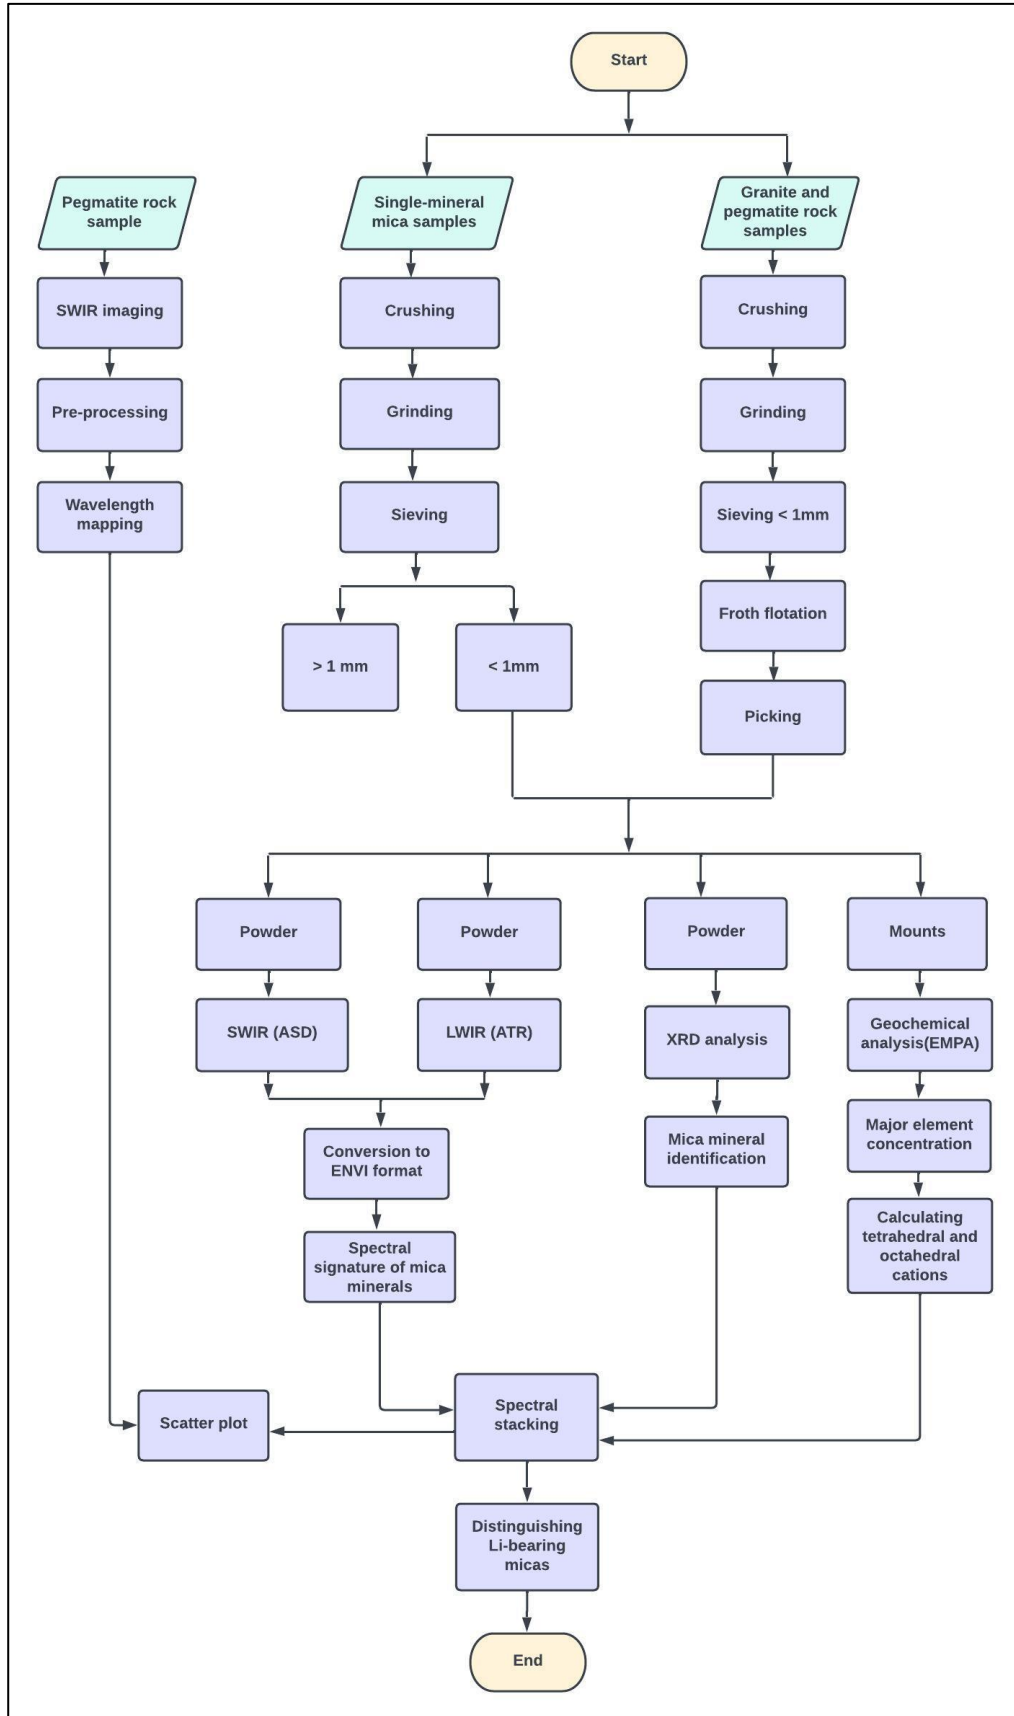 Start
Pegmatite rock
sample
Single-mineral
mica samples
Granite and
pegmatite rock
samples
SWIR imaging
Crushing
Crushing
Pre-processing
Grinding
Grinding
Wavelength
mapping
Sieving
Sieving < 1mm
Froth flotation
> 1 mm
< 1mm
Picking
Powder
Powder
Powder
Mounts
SWIR (ASD)
LWIR (ATR)
XRD analysis
Geochemical
analysis(EMPA)
Conversion to
ENVI format
Mica mineral
identification
Major element
concentration
Spectral
signature of mica
minerals
Calculating
tetrahedral and
octahedral
cations
Scatter plot
Spectral
stacking
Distinguishing
Li-bearing
micas
End